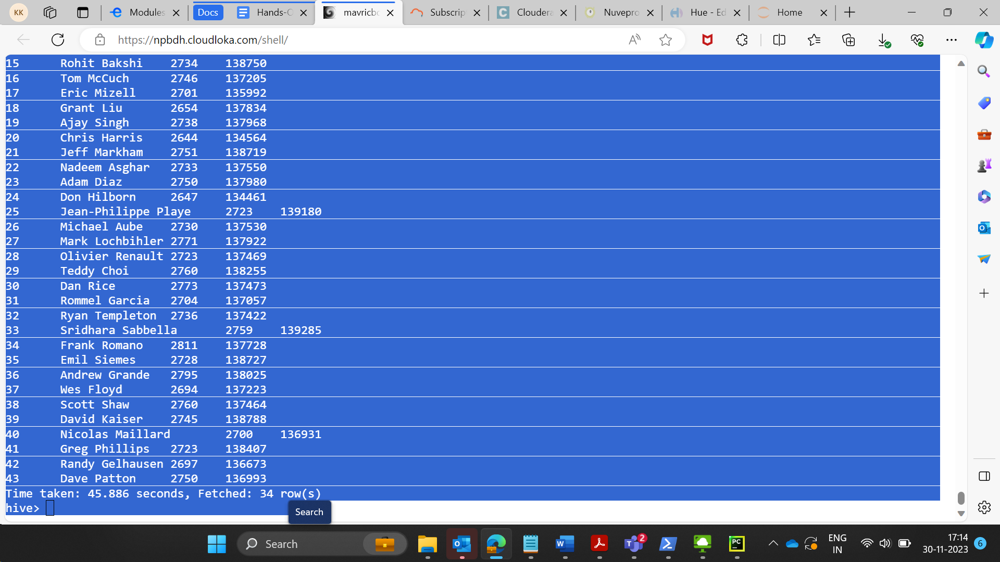 KK Modules Docs Hands-O mavricbo Subscrip Cloudera Nuvepro Hue - Ed Home
https://npbdh.cloudloka.com/shell/
15 Rohit Bakshi 2734 138750
16 Tom McCuch 2746 137205
17 Eric Mizell 2701 135992
18 Grant Liu 2654 137834
19 Ajay Singh 2738 137968
20 Chris Harris 2644 134564
21 Jeff Markham 2751 138719
22 Nadeem Asghar 2733 137550
23 Adam Diaz 2750 137980
24 Don Hilborn 2647 134461
25 Jean-Philippe Playe 2723 139180
26 Michael Aube 2730 137530
27 Mark Lochbihler 2771 137922
28 Olivier Renault 2723 137469
29 Teddy Choi 2760 138255
30 Dan Rice 2773 137473
31 Rommel Garcia 2704 137057
32 Ryan Templeton 2736 137422
33 Sridhara Sabbella 2759 139285
34 Frank Romano 2811 137728
35 Emil Siemes 2728 138727
36 Andrew Grande 2795 138025
37 Wes Floyd 2694 137223
38 Scott Shaw 2760 137464
39 David Kaiser 2745 138788
40 Nicolas Maillard 2700 136931
41 Greg Phillips 2723 138407
42 Randy Gelhausen 2697 136673
43 Dave Patton 2750 136993
Time taken: 45.886 seconds, Fetched: 34 row(s)
hive>
Search
Search 2 ENG 17:14 6
IN 30-11-2023